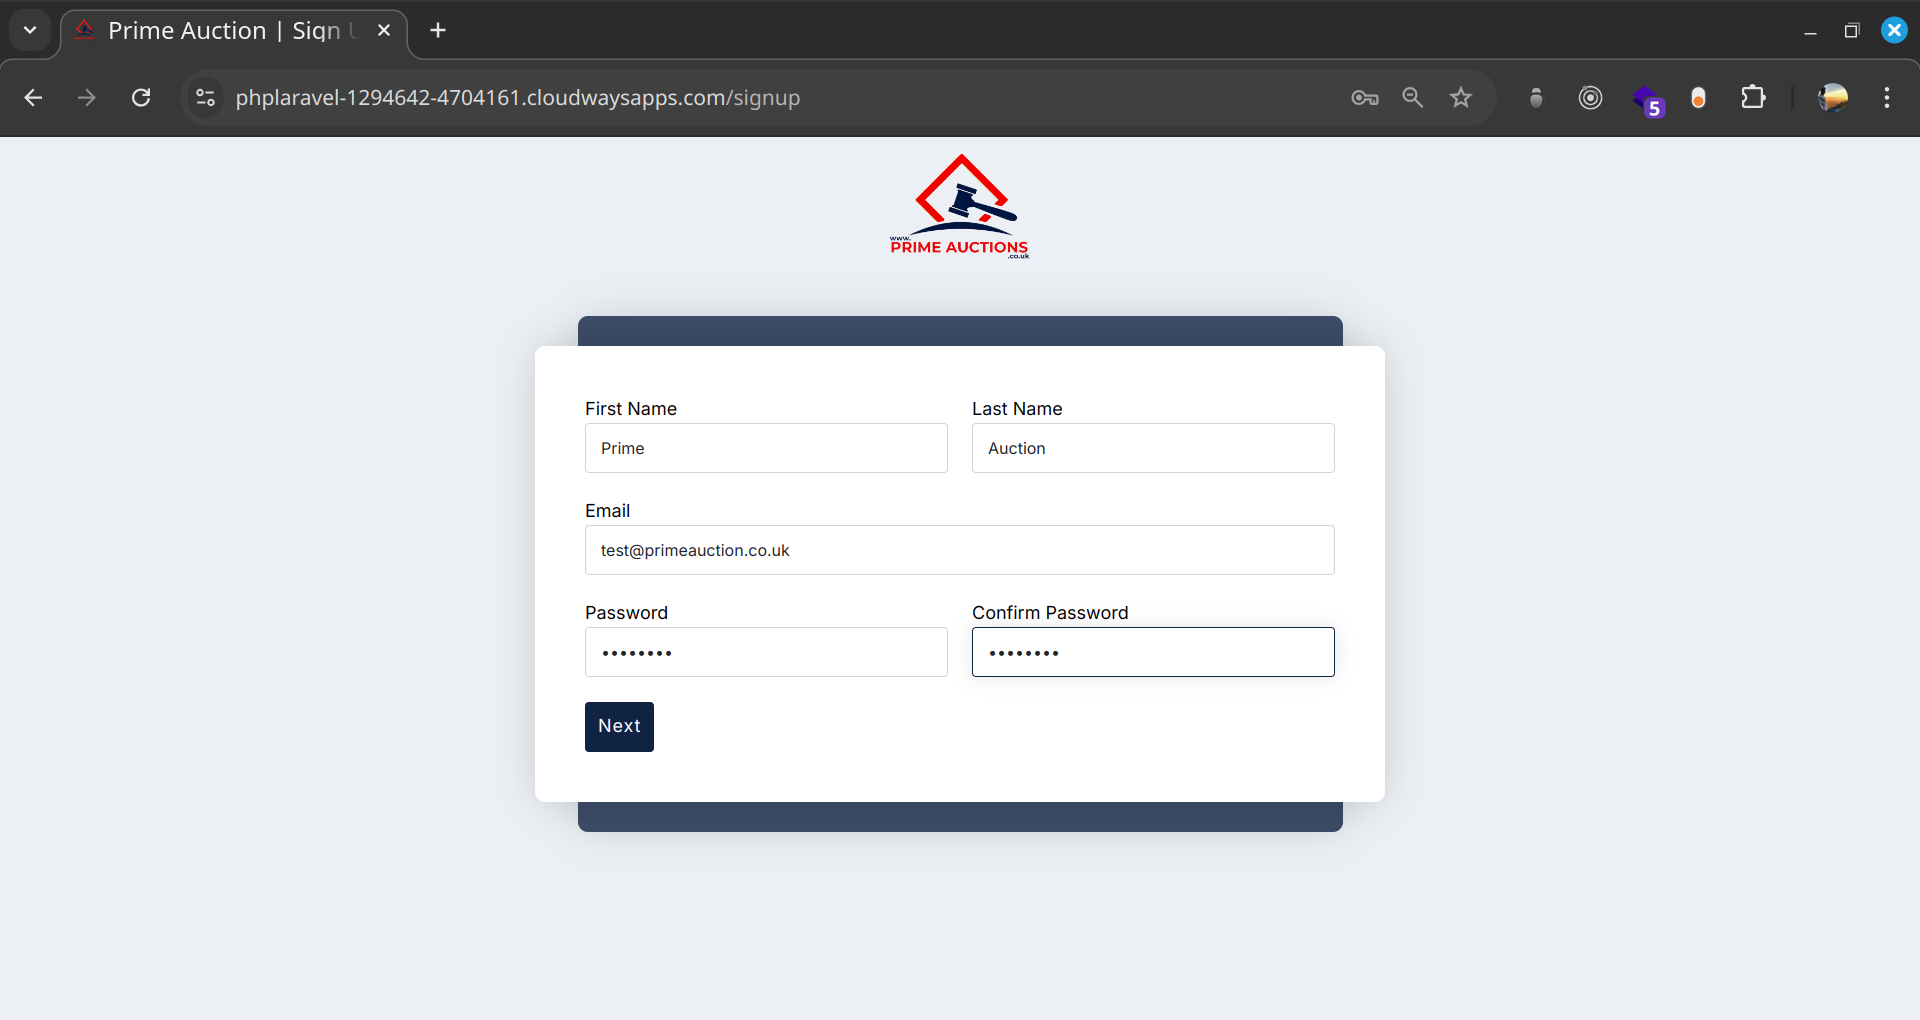 Prime Auction | Sign
phplaravel-1294642-4704161.cloudwaysapps.com/signup
5
www.
PRIME AUCTIONS
.co.uk
First Name
Last Name
Prime
Auction
Email
test@primeauction.co.uk
Password
Confirm Password
••••••••
••••••••
Next